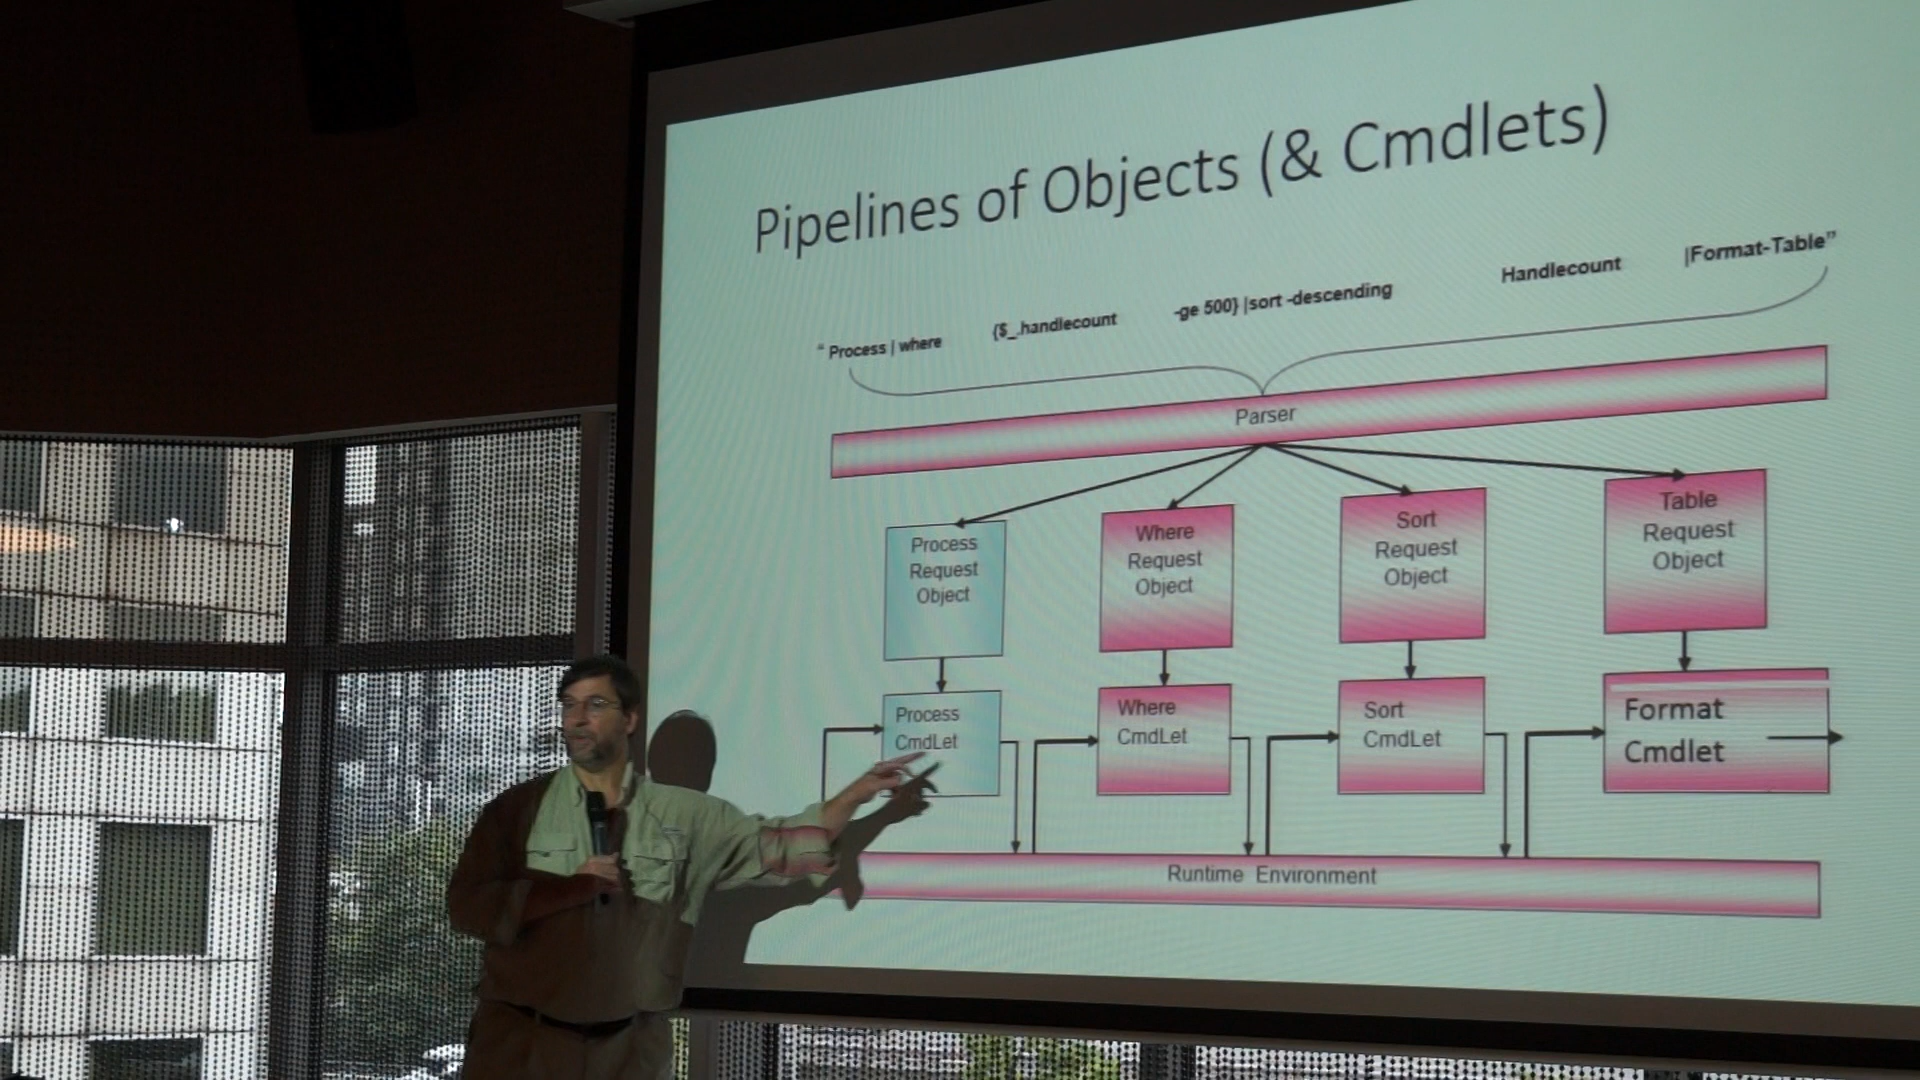 Pipelines of Objects (& Cmdlets)
“ Process | where {$_.handlecount -ge 500} |sort -descending Handlecount |Format-Table”
Parser
Process
Request
Object
Where
Request
Object
Sort
Request
Object
Table
Request
Object
Process
CmdLet
Where
CmdLet
Sort
CmdLet
Format
Cmdlet
Runtime Environment